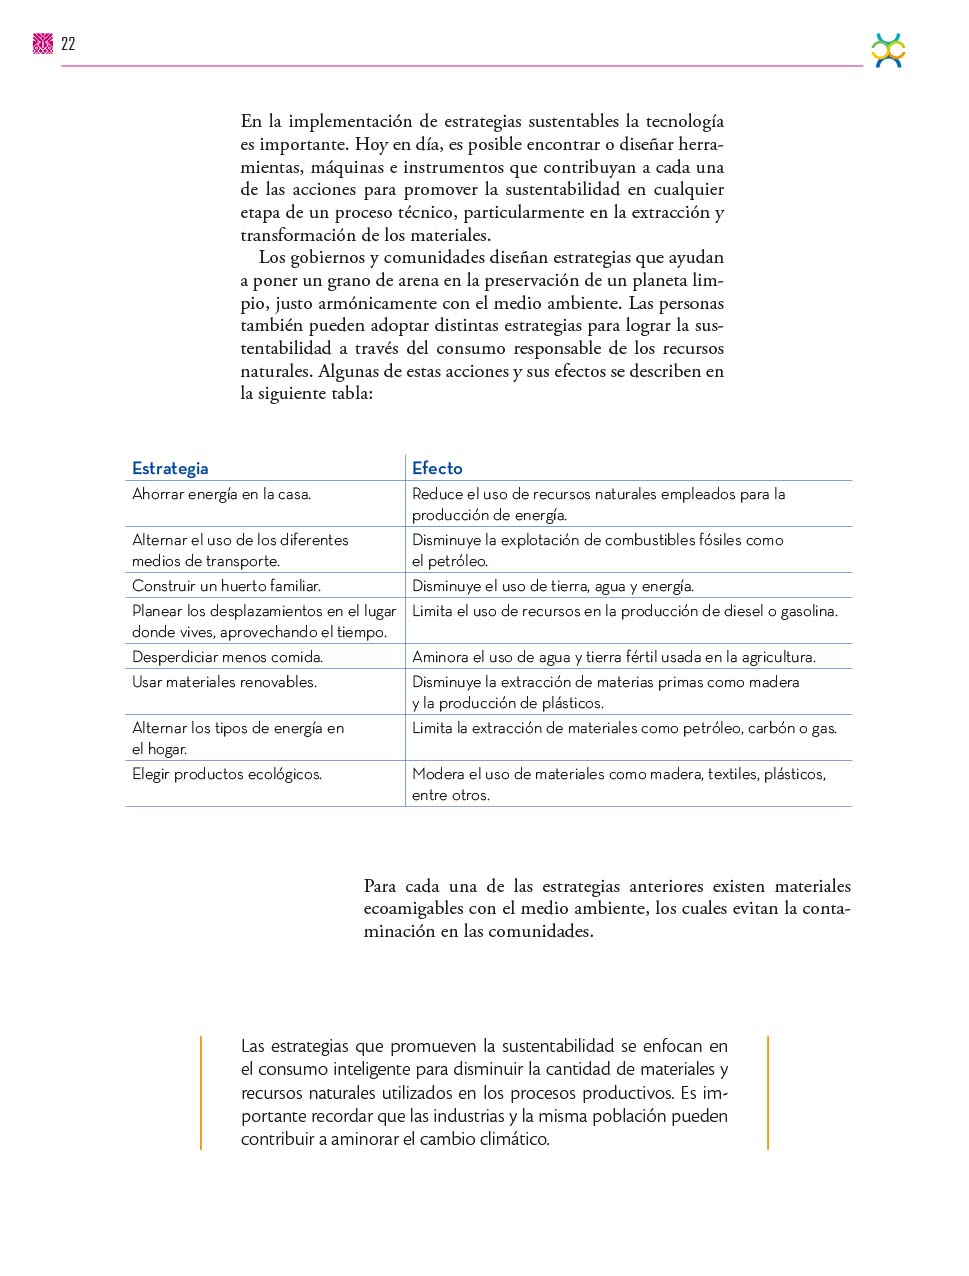 22
En la implementación de estrategias sustentables la tecnología
es importante. Hoy en día, es posible encontrar o diseñar herra-
mientas, máquinas e instrumentos que contribuyan a cada una
de las acciones para promover la sustentabilidad en cualquier
etapa de un proceso técnico, particularmente en la extracción y
transformación de los materiales.
Los gobiernos y comunidades diseñan estrategias que ayudan
a poner un grano de arena en la preservación de un planeta lim-
pio, justo armónicamente con el medio ambiente. Las personas
también pueden adoptar distintas estrategias para lograr la sus-
tentabilidad a través del consumo responsable de los recursos
naturales. Algunas de estas acciones y sus efectos se describen en
la siguiente tabla:
Estrategia
Efecto
Ahorrar energía en la casa.
Reduce el uso de recursos naturales empleados para la
producción de energía.
Alternar el uso de los diferentes
medios de transporte.
Disminuye la explotación de combustibles fósiles como
el petróleo.
Construir un huerto familiar.
Disminuye el uso de tierra, agua y energía.
Planear los desplazamientos en el lugar
donde vives, aprovechando el tiempo.
Limita el uso de recursos en la producción de diesel o gasolina.
Desperdiciar menos comida.
Aminora el uso de agua y tierra fértil usada en la agricultura.
Usar materiales renovables.
Disminuye la extracción de materias primas como madera
y la producción de plásticos.
Alternar los tipos de energía en
el hogar.
Limita la extracción de materiales como petróleo, carbón o gas.
Elegir productos ecológicos.
Modera el uso de materiales como madera, textiles, plásticos,
entre otros.
Para cada una de las estrategias anteriores existen materiales
ecoamigables con el medio ambiente, los cuales evitan la conta-
minación en las comunidades.
Las estrategias que promueven la sustentabilidad se enfocan en
el consumo inteligente para disminuir la cantidad de materiales y
recursos naturales utilizados en los procesos productivos. Es im-
portante recordar que las industrias y la misma población pueden
contribuir a aminorar el cambio climático.